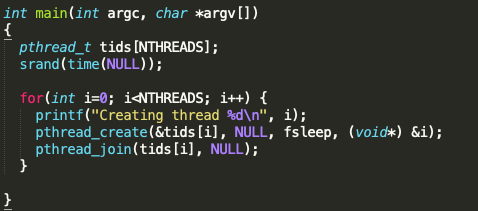 int main(int argc, char *argv[])
{
  pthread_t tids[NTHREADS];
  srand(time(NULL));

  for(int i=0; i<NTHREADS; i++) {
    printf("Creating thread %d\n", i);
    pthread_create(&tids[i], NULL, fsleep, (void*) &i);
    pthread_join(tids[i], NULL);
  }

}